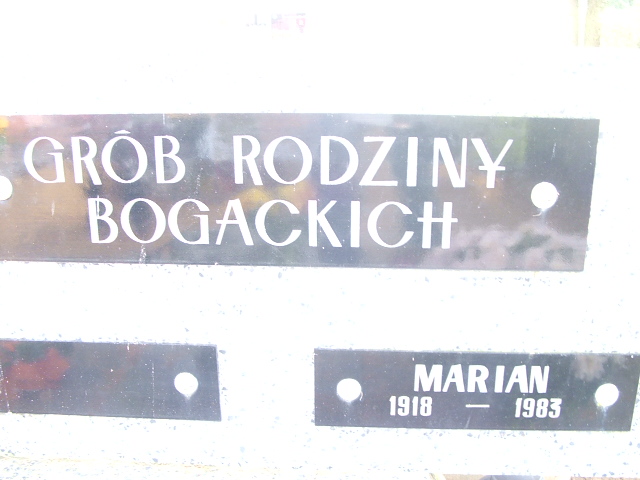 GRÓB RODZINY
BOGACKICH
MARIAN
1918 — 1983